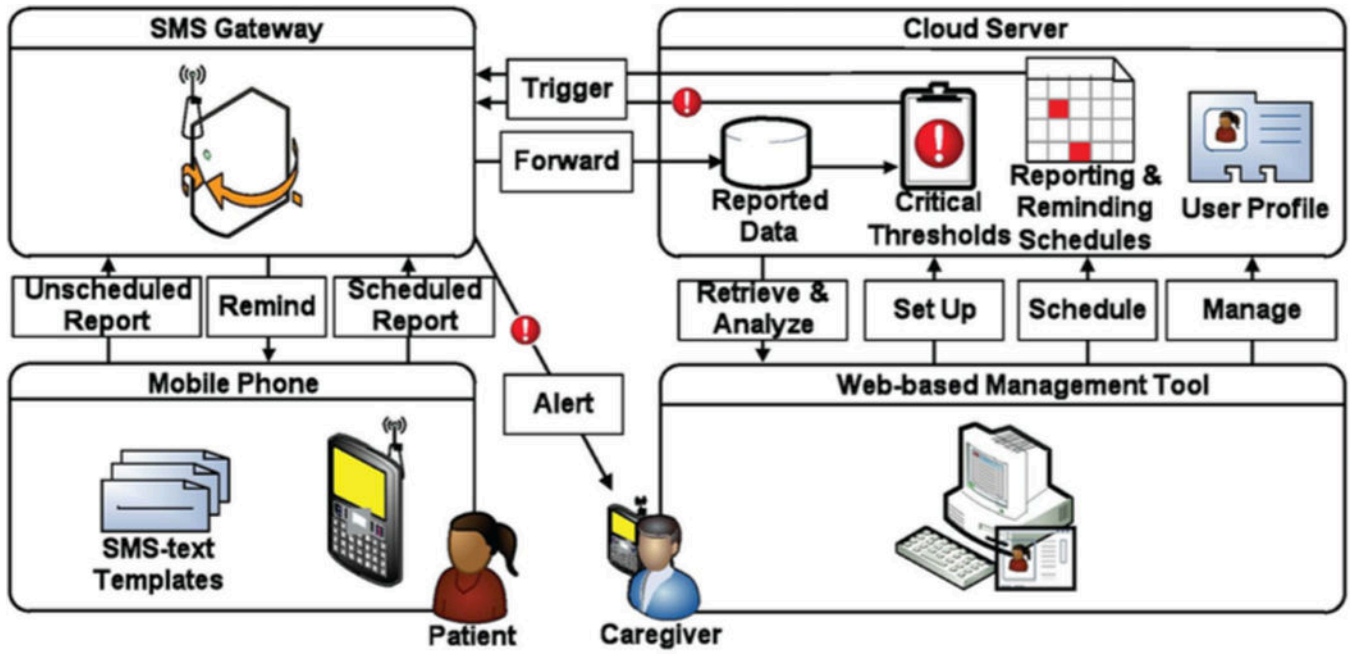 SMS Gateway
Cloud Server
Trigger
Forward
Reported
Data
Critical
Thresholds
Reporting &
Reminding
Schedules
User Profile
Unscheduled
Report
Remind
Scheduled
Report
Retrieve &
Analyze
Set Up
Schedule
Manage
Mobile Phone
Alert
Web-based Management Tool
SMS-text
Templates
Patient
Caregiver